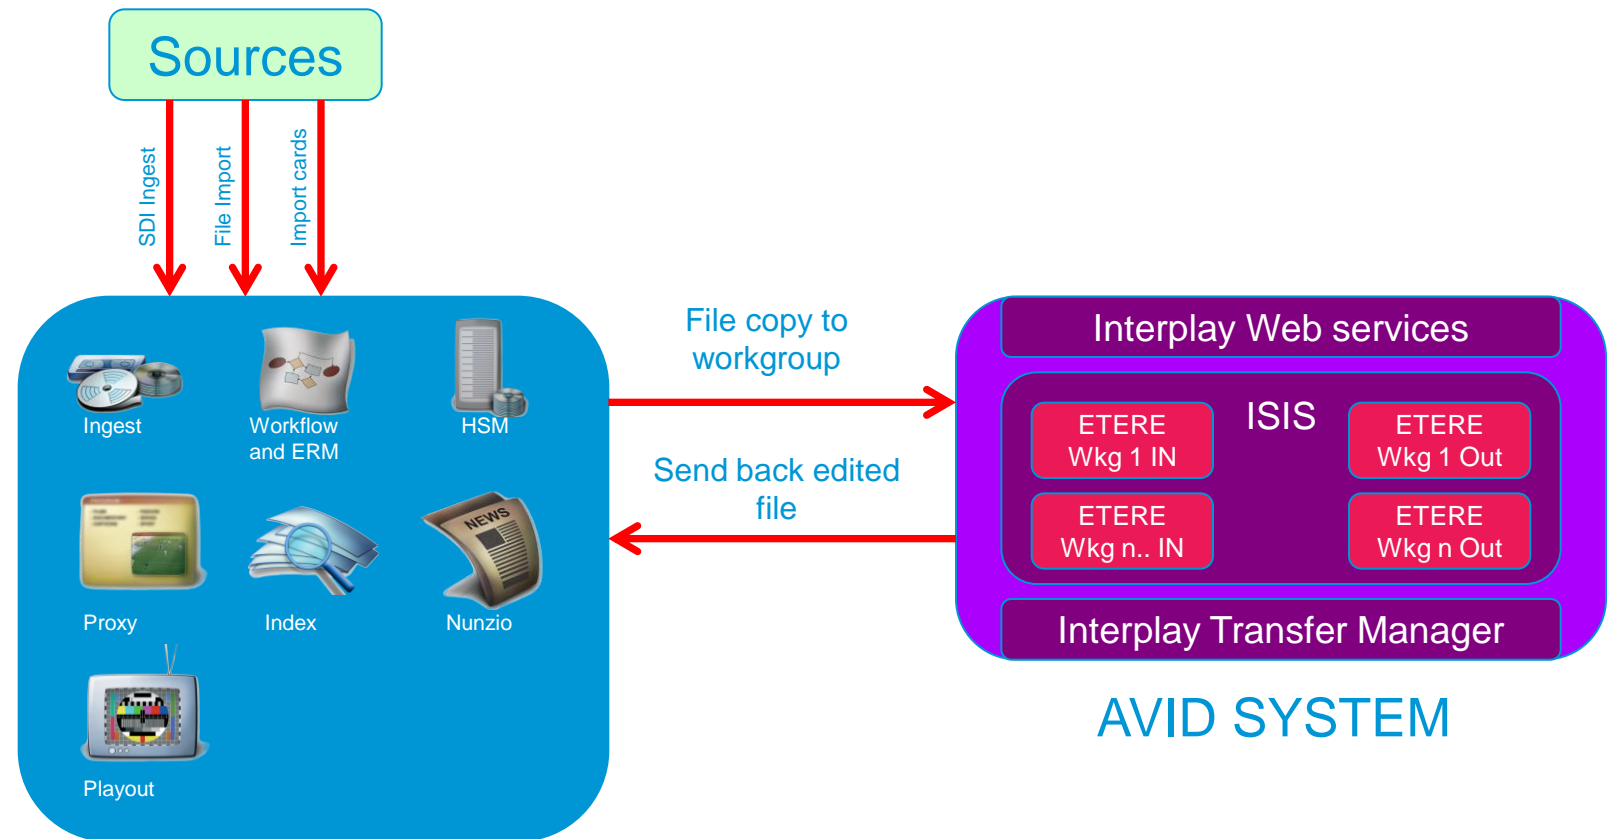 Sources
SDI Ingest
File Import
Import cards
Ingest
Workflow
and ERM
HSM
NEWS
Proxy
Index
Nunzio
Playout
File copy to
workgroup
Send back edited
file
Interplay Web services
ISIS
ETERE
Wkg 1 IN
ETERE
Wkg 1 Out
ETERE
Wkg n.. IN
ETERE
Wkg n Out
Interplay Transfer Manager
AVID SYSTEM